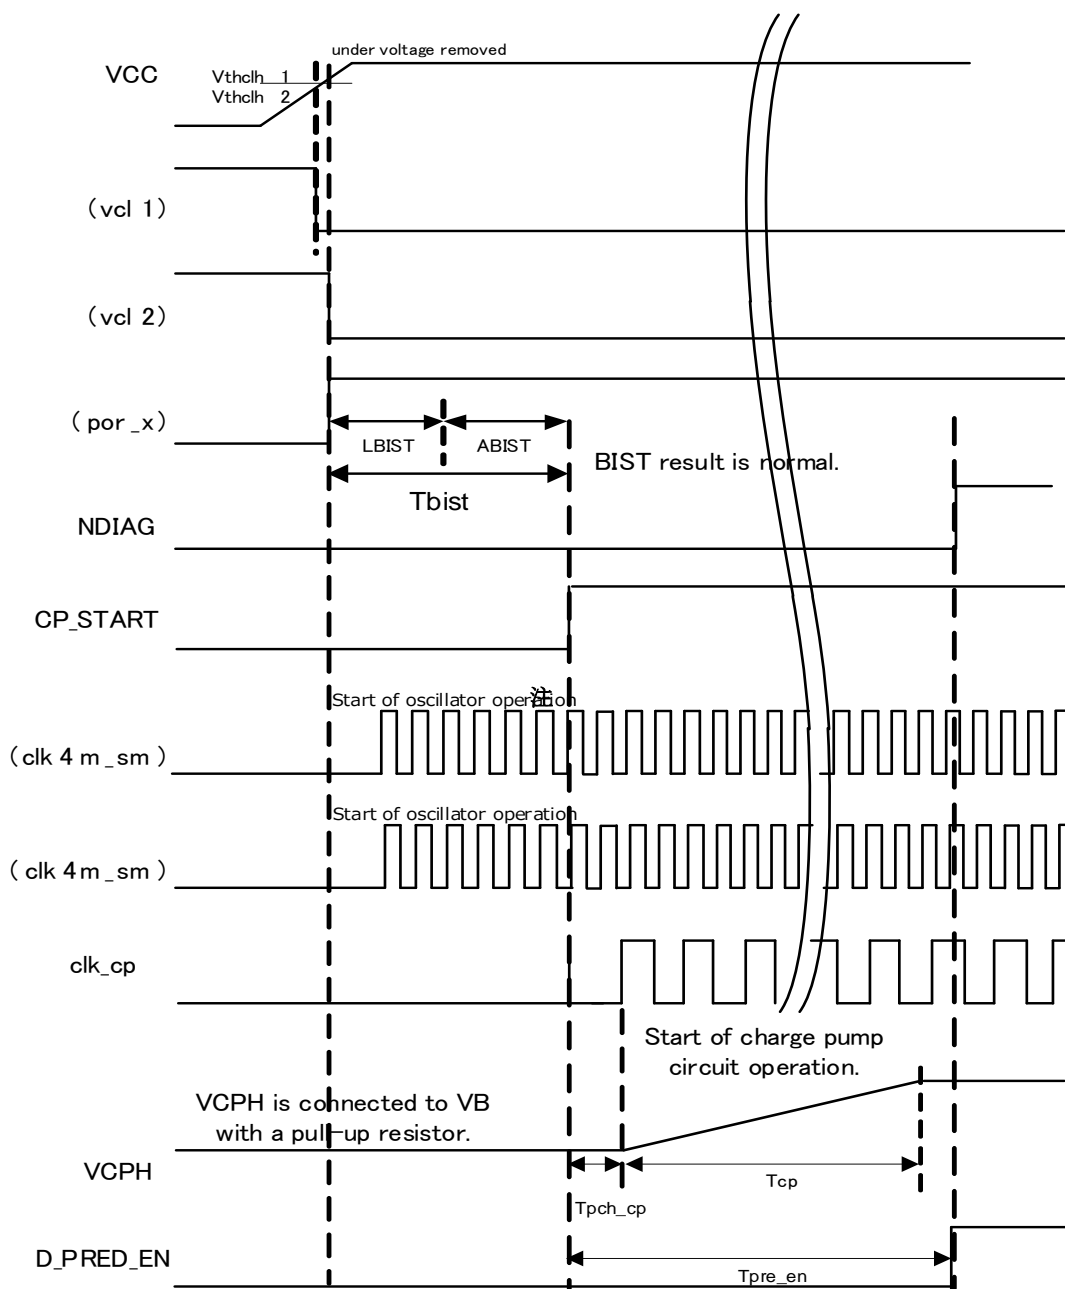 under voltage removed
VCC
Vthclh 1
Vthclh 2
(vcl 1)
(vcl 2)
(por_x)
LBIST
ABIST
BIST result is normal.
Tbist
NDIAG
CP_START
注
Start of oscillator operation
(clk 4 m_sm)
Start of oscillator operation
(clk 4m_sm)
clk_cp
Start of charge pump
circuit operation.
VCPH is connected to VB
with a pull-up resistor.
VCPH
Tcp
Tpch_cp
D_PRED_EN
Tpre_en